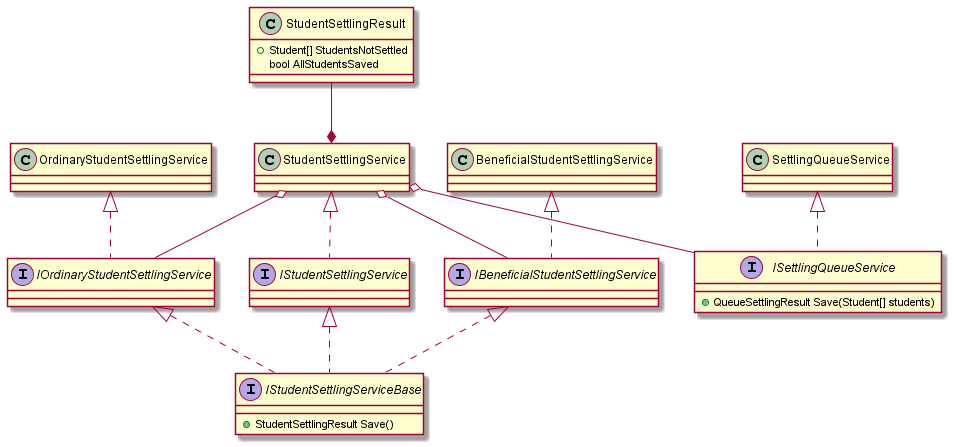 C StudentSettlingResult
Student[] StudentsNotSettled
bool AllStudentsSaved
C OrdinaryStudentSettlingService
C StudentSettlingService
C BeneficialStudentSettlingService
C SettlingQueueService
I IOrdinaryStudentSettlingService
I IStudentSettlingService
I IBeneficialStudentSettlingService
I ISettlingQueueService
QueueSettlingResult Save(Student[] students)
I IStudentSettlingServiceBase
StudentSettlingResult Save()